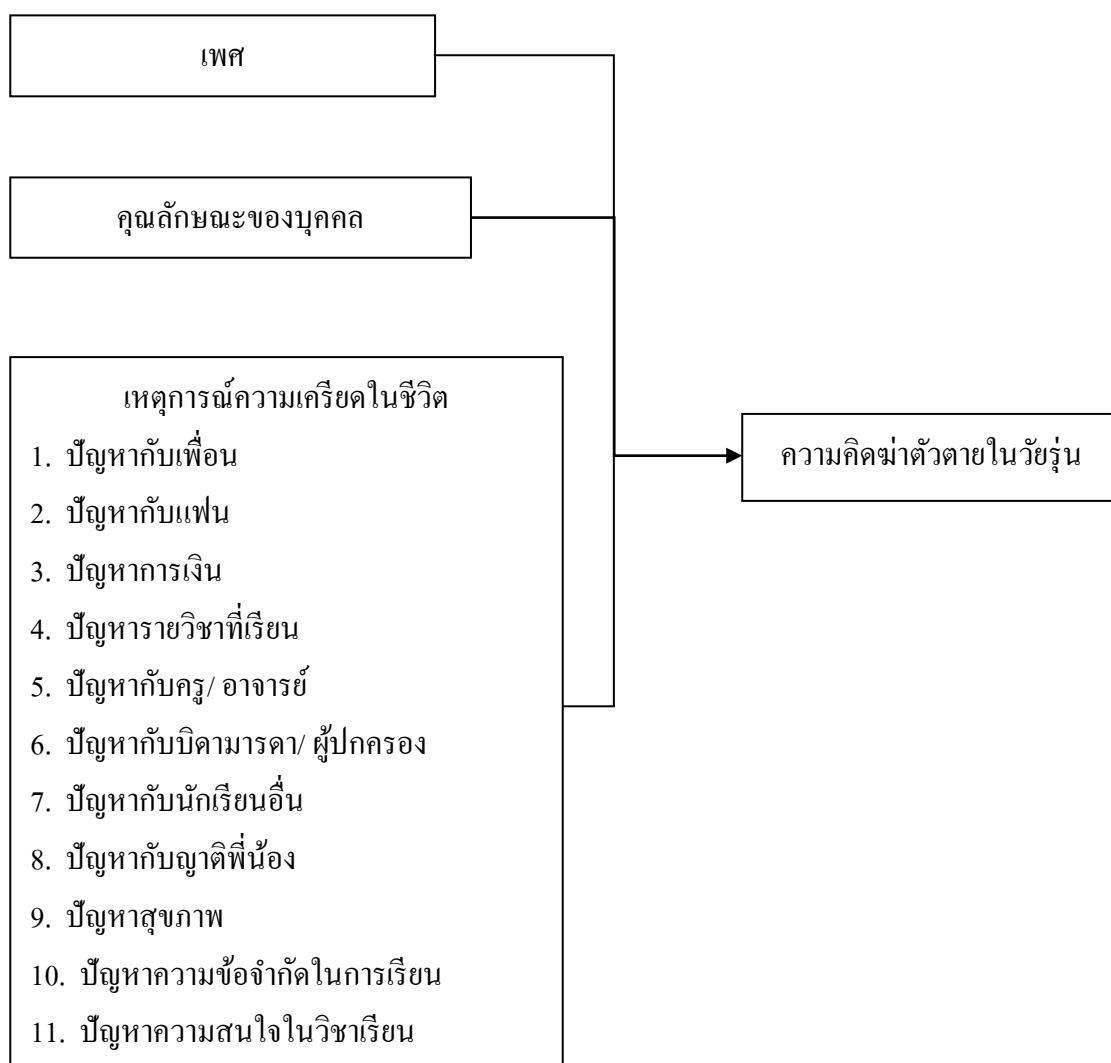 เพศ
คุณลักษณะของบุคคล
เหตุการณ์ความเครียดในชีวิต
1. ปัญหากับเพื่อน
2. ปัญหากับแฟน
3. ปัญหาการเงิน
4. ปัญหารายวิชาที่เรียน
5. ปัญหากับครู/ อาจารย์
6. ปัญหากับบิดามารดา/ ผู้ปกครอง
7. ปัญหากับนักเรียนอื่น
8. ปัญหากับญาติพี่น้อง
9. ปัญหาสุขภาพ
10. ปัญหาความข้อจำกัดในการเรียน
11. ปัญหาความสนใจในวิชาเรียน
ความคิดฆ่าตัวตายในวัยรุ่น